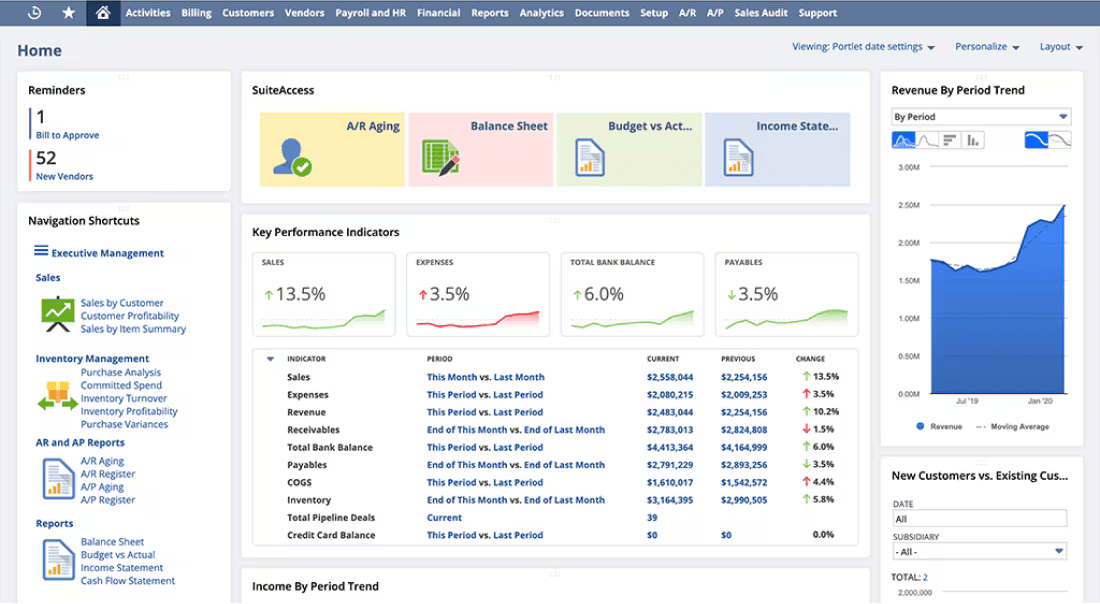 Activities Billing Customers Vendors Payroll and HR Financial Reports Analytics Documents Setup A/R A/P Sales Audit Support
Home
Viewing: Portlet date settings Personalize Layout
Reminders
1
Bill to Approve
52
New Vendors
Navigation Shortcuts
Executive Management
Sales
Sales by Customer
Customer Profitability
Sales by Item Summary
Inventory Management
Purchase Analysis
Committed Spend
Inventory Turnover
Inventory Profitability
Purchase Variances
AR and AP Reports
A/R Aging
A/R Register
A/P Aging
A/P Register
Reports
Balance Sheet
Budget vs Actual
Income Statement
Cash Flow Statement
SuiteAccess
A/R Aging
Balance Sheet
Budget vs Act...
Income State...
Key Performance Indicators
SALES
13.5%
EXPENSES
3.5%
TOTAL BANK BALANCE
6.0%
PAYABLES
3.5%
INDICATOR PERIOD CURRENT PREVIOUS CHANGE
Sales This Month vs. Last Month $2,558,044 $2,254,156 13.5%
Expenses This Period vs. Last Period $2,080,215 $2,009,253 3.5%
Revenue This Period vs. Last Period $2,483,044 $2,254,156 10.2%
Receivables End of This Month vs. End of Last Month $2,783,013 $2,824,808 1.5%
Total Bank Balance This Period vs. Last Period $4,413,364 $4,164,999 6.0%
Payables End of This Month vs. End of Last Month $2,791,229 $2,893,256 3.5%
COGS This Period vs. Last Period $1,610,017 $1,542,572 4.4%
Inventory End of This Month vs. End of Last Month $3,164,395 $2,990,505 5.8%
Total Pipeline Deals Current 39
Credit Card Balance This Period vs. Last Period $0 $0 0.0%
Income By Period Trend
Revenue By Period Trend
By Period
3.00M
2.50M
2.00M
1.50M
1.00M
0.50M
0.00M
Jul '19 Jan '20
Revenue Moving Average
New Customers vs. Existing Cus...
DATE
All
SUBSIDIARY
- All -
TOTAL: 2
2,000,000